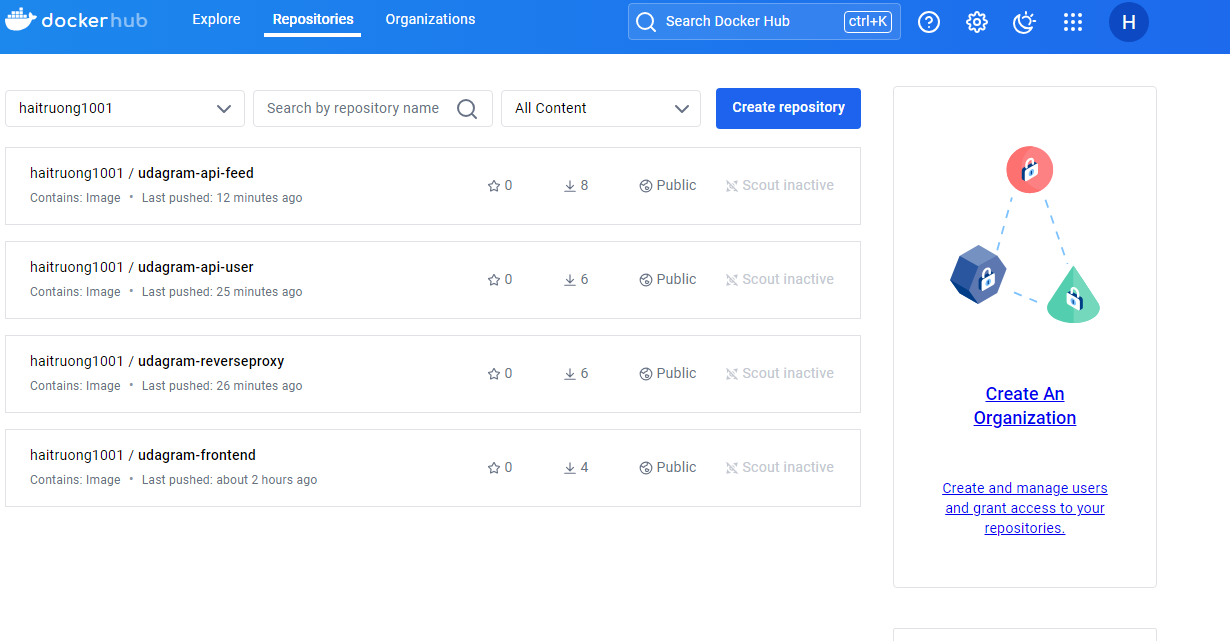 dockerhub
Explore
Repositories
Organizations
Search Docker Hub
ctrl+K
H
haitruong1001
Search by repository name
All Content
Create repository
haitruong1001 / udagram-api-feed
Contains: Image • Last pushed: 12 minutes ago
0
8
Public
Scout inactive
haitruong1001 / udagram-api-user
Contains: Image • Last pushed: 25 minutes ago
0
6
Public
Scout inactive
haitruong1001 / udagram-reverseproxy
Contains: Image • Last pushed: 26 minutes ago
0
6
Public
Scout inactive
haitruong1001 / udagram-frontend
Contains: Image • Last pushed: about 2 hours ago
0
4
Public
Scout inactive
Create An
Organization
Create and manage users
and grant access to your
repositories.